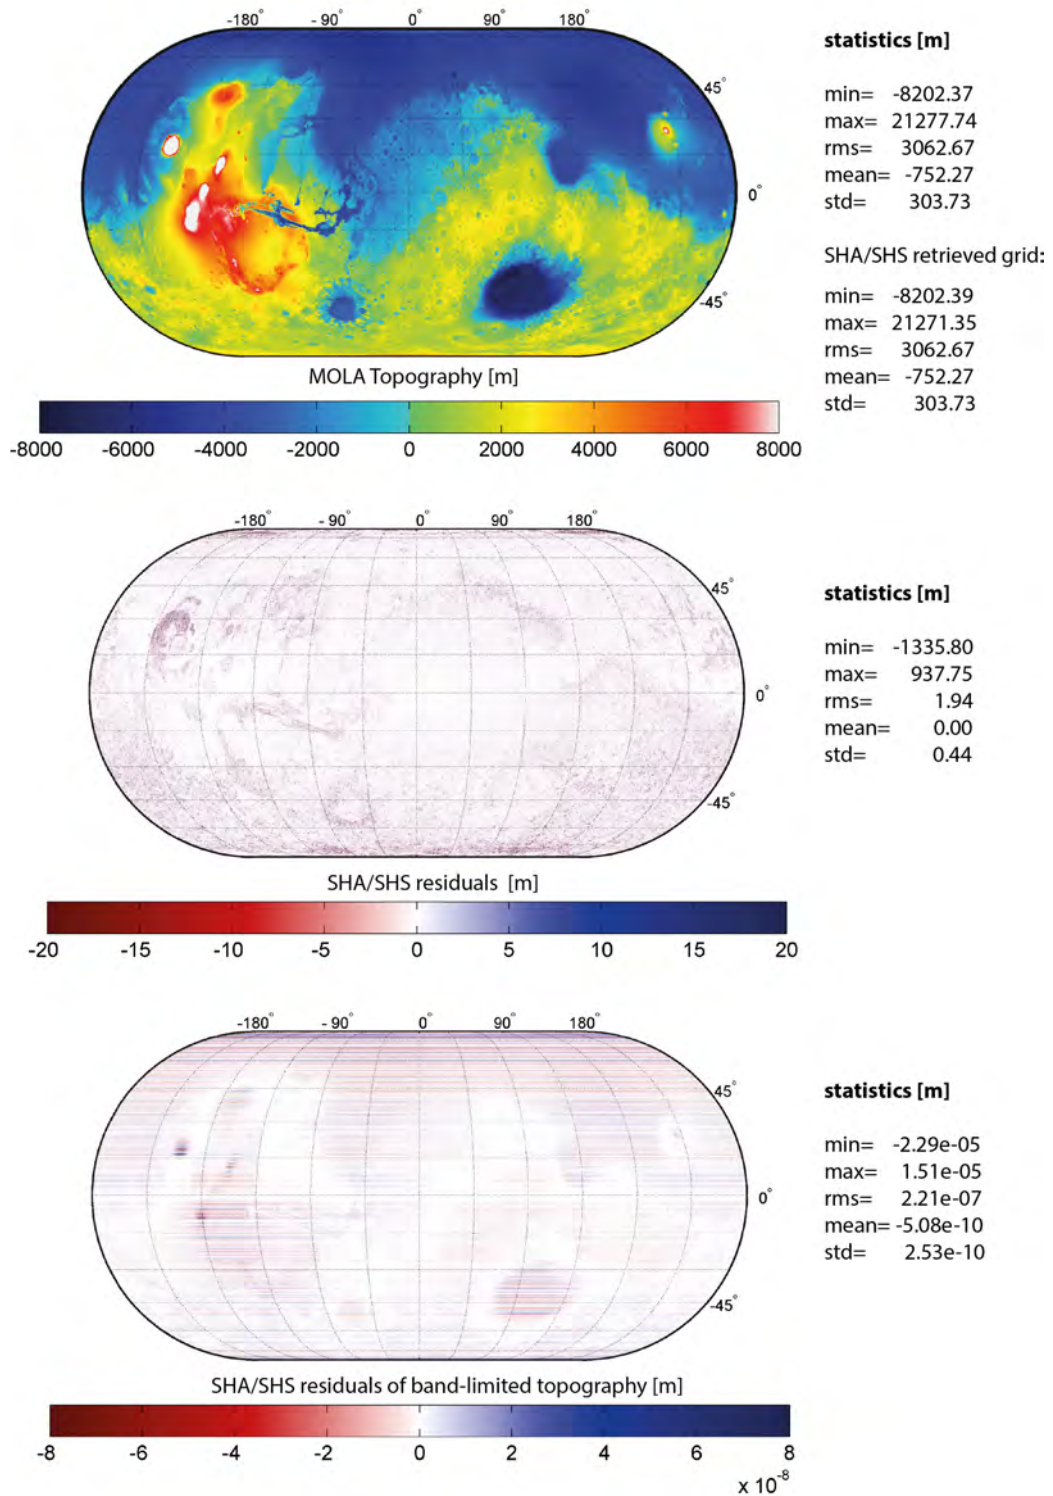 -180° -90° 0° 90° 180°
45°
0°
-45°
MOLA Topography [m]
-8000 -6000 -4000 -2000 0 2000 4000 6000 8000
statistics [m]
min= -8202.37
max= 21277.74
rms= 3062.67
mean= -752.27
std= 303.73
SHA/SHS retrieved grid:
min= -8202.39
max= 21271.35
rms= 3062.67
mean= -752.27
std= 303.73
-180° -90° 0° 90° 180°
45°
0°
-45°
SHA/SHS residuals [m]
-20 -15 -10 -5 0 5 10 15 20
statistics [m]
min= -1335.80
max= 937.75
rms= 1.94
mean= 0.00
std= 0.44
-180° -90° 0° 90° 180°
45°
0°
-45°
SHA/SHS residuals of band-limited topography [m]
-8 -6 -4 -2 0 2 4 6 8
x 10-8
statistics [m]
min= -2.29e-05
max= 1.51e-05
rms= 2.21e-07
mean= -5.08e-10
std= 2.53e-10